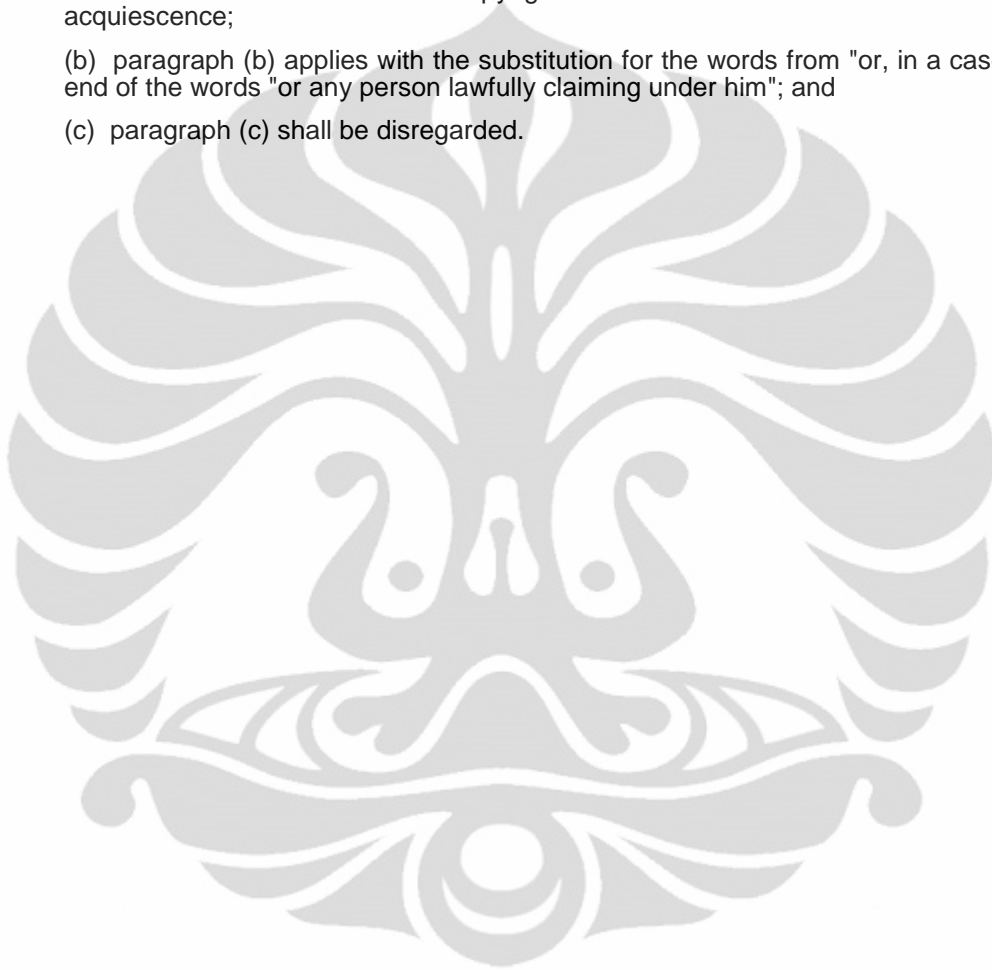 acquiescence;
(b) paragraph (b) applies with the substitution for the words from "or, in a cas
end of the words "or any person lawfully claiming under him"; and
(c) paragraph (c) shall be disregarded.